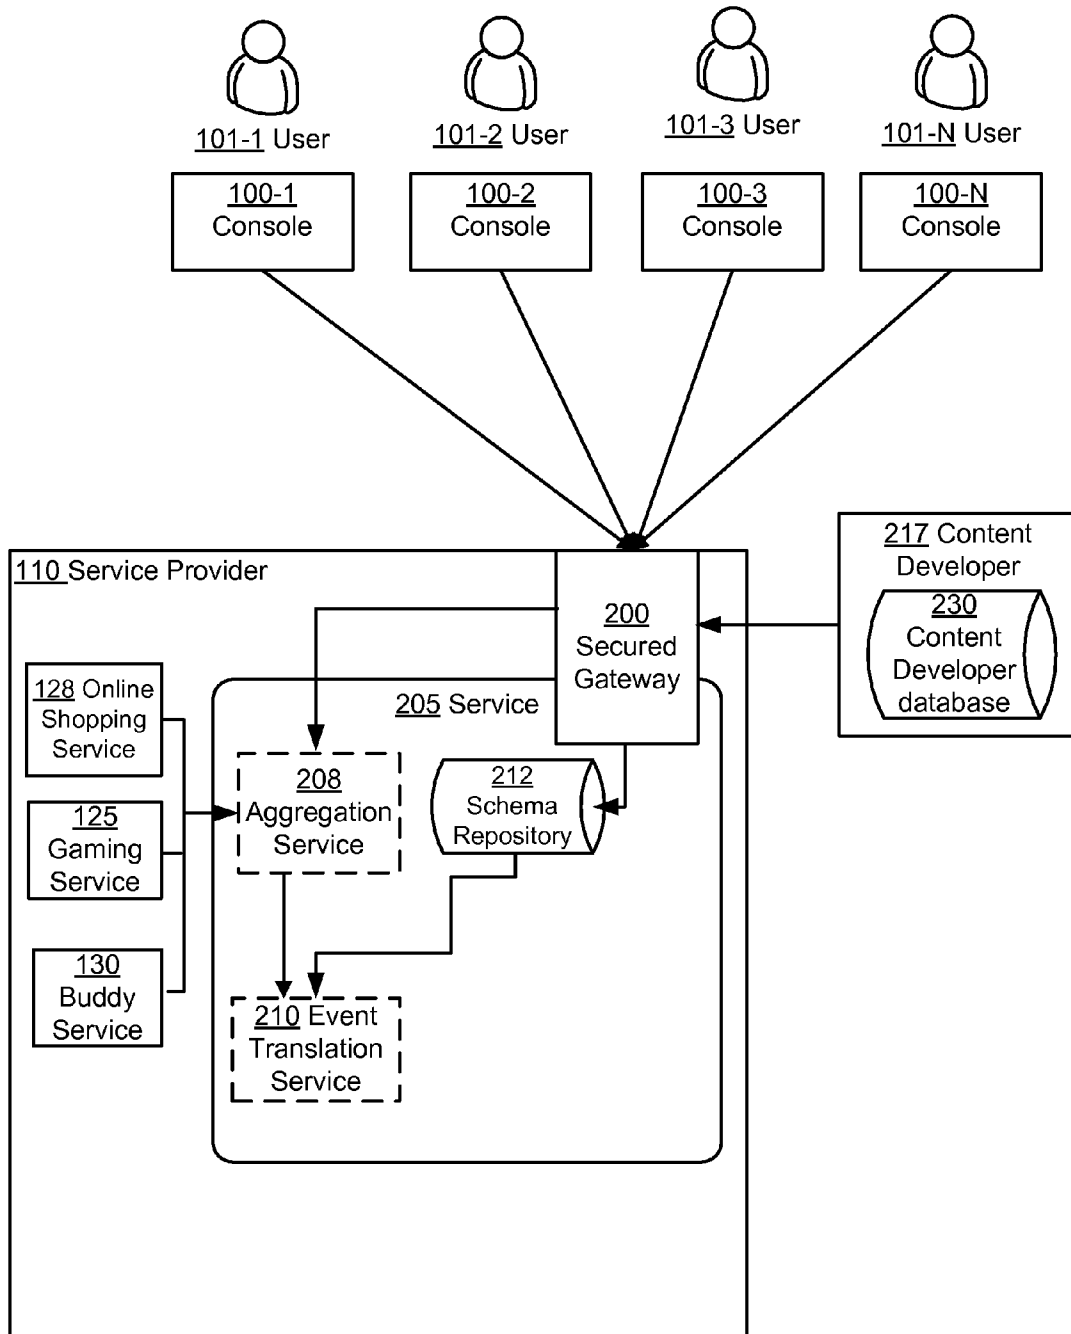 101-1 User
101-2 User
101-3 User
101-N User
100-1
Console
100-2
Console
100-3
Console
100-N
Console
110 Service Provider
200
Secured
Gateway
217 Content
Developer
230
Content
Developer
database
128 Online
Shopping
Service
205 Service
208
Aggregation
Service
212
Schema
Repository
125
Gaming
Service
130
Buddy
Service
210 Event
Translation
Service